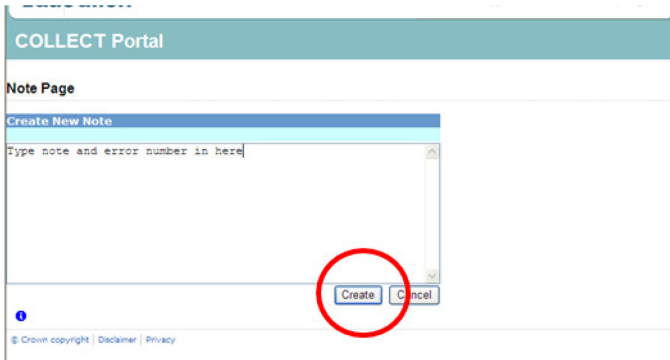 COLLECT Portal
Note Page
Create New Note
Type note and error number in here
Create Cancel
© Crown copyright | Disclaimer | Privacy